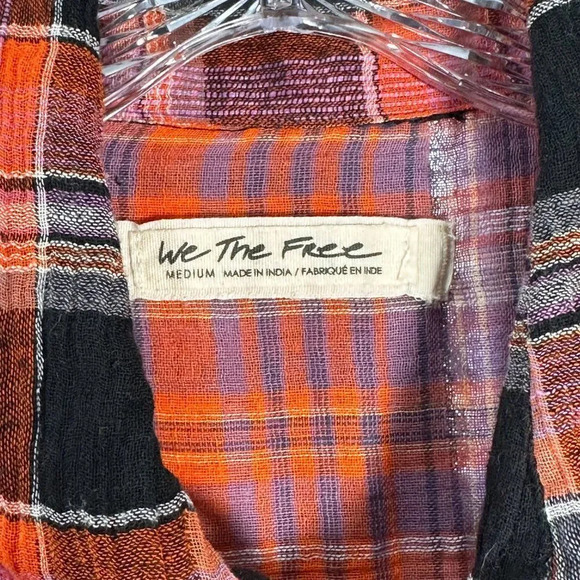 We The Free
MEDIUM MADE IN INDIA / FABRIQUÉ EN INDE